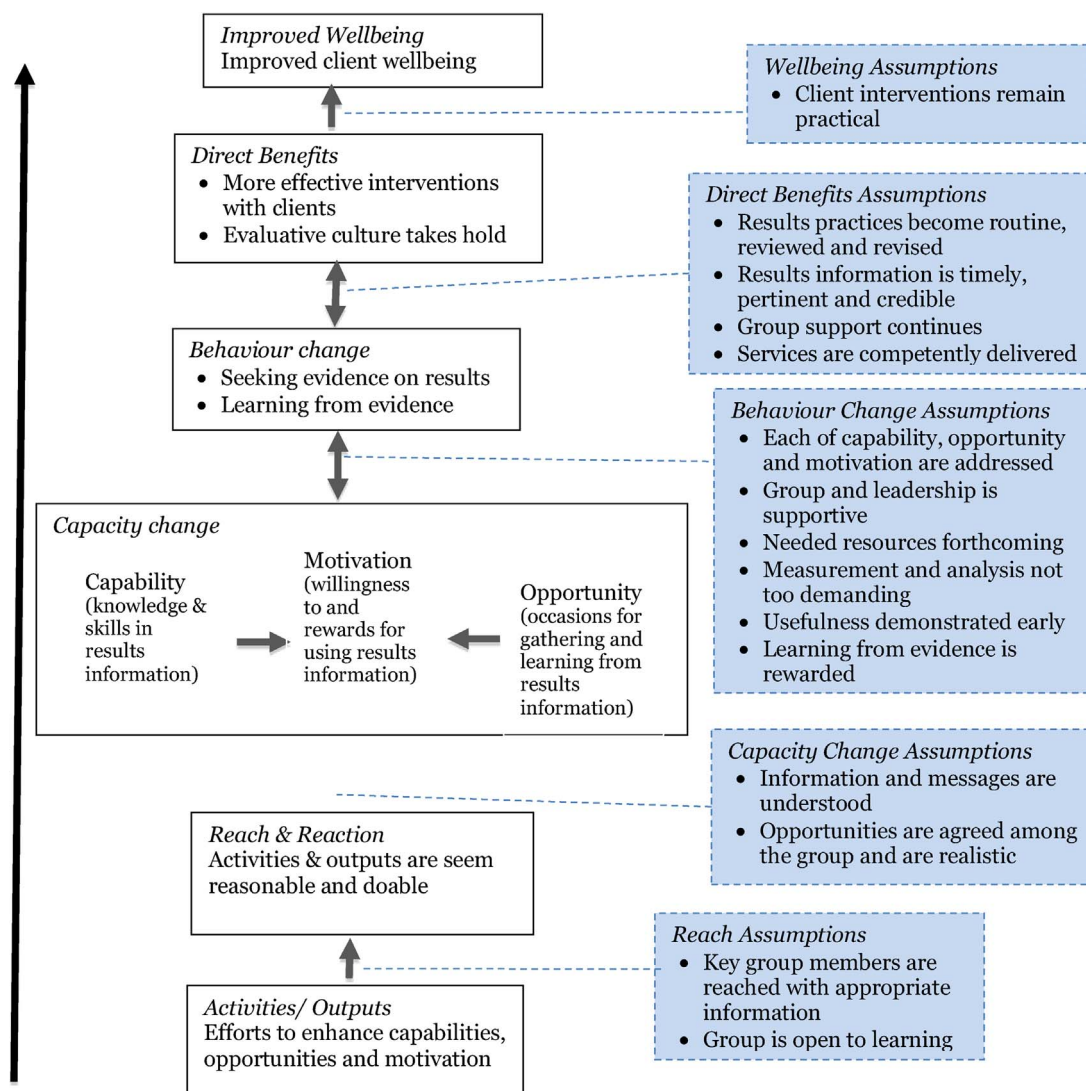 Improved Wellbeing
Improved client wellbeing
Wellbeing Assumptions
• Client interventions remain
practical
Direct Benefits
• More effective interventions
with clients
• Evaluative culture takes hold
Direct Benefits Assumptions
• Results practices become routine,
reviewed and revised
• Results information is timely,
pertinent and credible
• Group support continues
• Services are competently delivered
Behaviour change
• Seeking evidence on results
• Learning from evidence
Behaviour Change Assumptions
• Each of capability, opportunity
and motivation are addressed
• Group and leadership is
supportive
• Needed resources forthcoming
• Measurement and analysis not
too demanding
• Usefulness demonstrated early
• Learning from evidence is
rewarded
Capacity change
Capability
(knowledge &
skills in
results
information)
Motivation
(willingness
to and
rewards for
using results
information)
Opportunity
(occasions for
gathering and
learning from
results
information)
Capacity Change Assumptions
• Information and messages are
understood
• Opportunities are agreed among
the group and are realistic
Reach & Reaction
Activities & outputs are seem
reasonable and doable
Reach Assumptions
• Key group members are
reached with appropriate
information
• Group is open to learning
Activities/ Outputs
Efforts to enhance capabilities,
opportunities and motivation